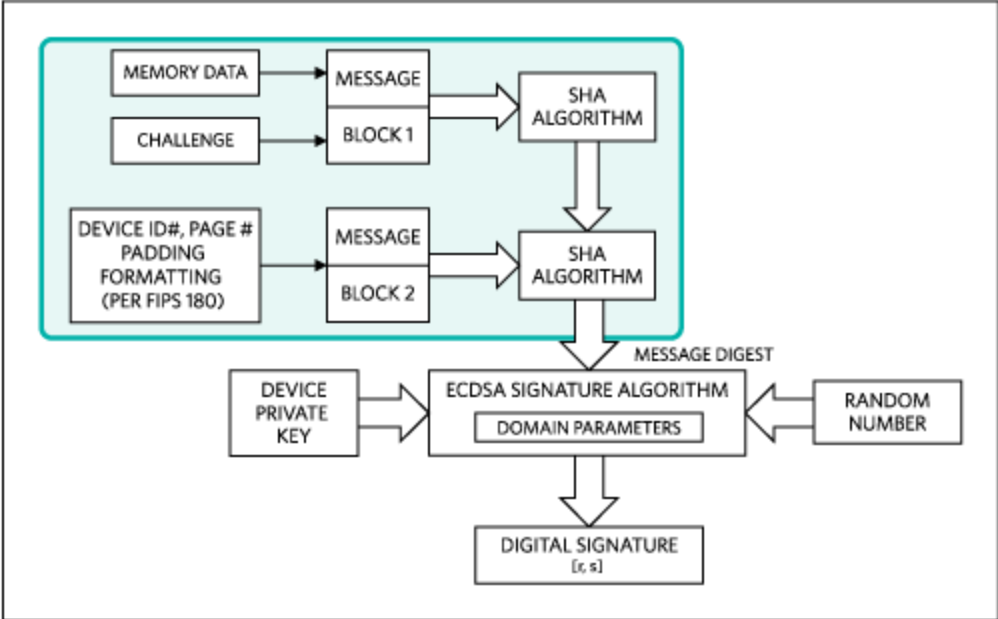 MEMORY DATA
MESSAGE
SHA
ALGORITHM
CHALLENGE
BLOCK 1
DEVICE ID#, PAGE #
PADDING
FORMATTING
(PER FIPS 180)
MESSAGE
BLOCK 2
SHA
ALGORITHM
MESSAGE DIGEST
DEVICE
PRIVATE
KEY
ECDSA SIGNATURE ALGORITHM
DOMAIN PARAMETERS
RANDOM
NUMBER
DIGITAL SIGNATURE
[r, s]